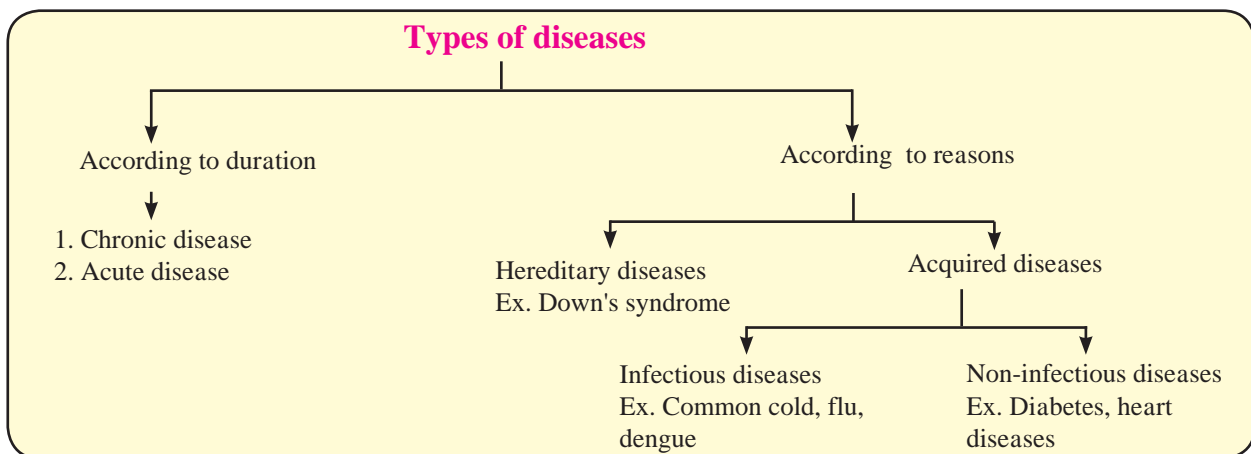 Types of diseases
According to duration
1. Chronic disease
2. Acute disease
According to reasons
Hereditary diseases
Ex. Down's syndrome
Acquired diseases
Infectious diseases
Ex. Common cold, flu,
dengue
Non-infectious diseases
Ex. Diabetes, heart
diseases